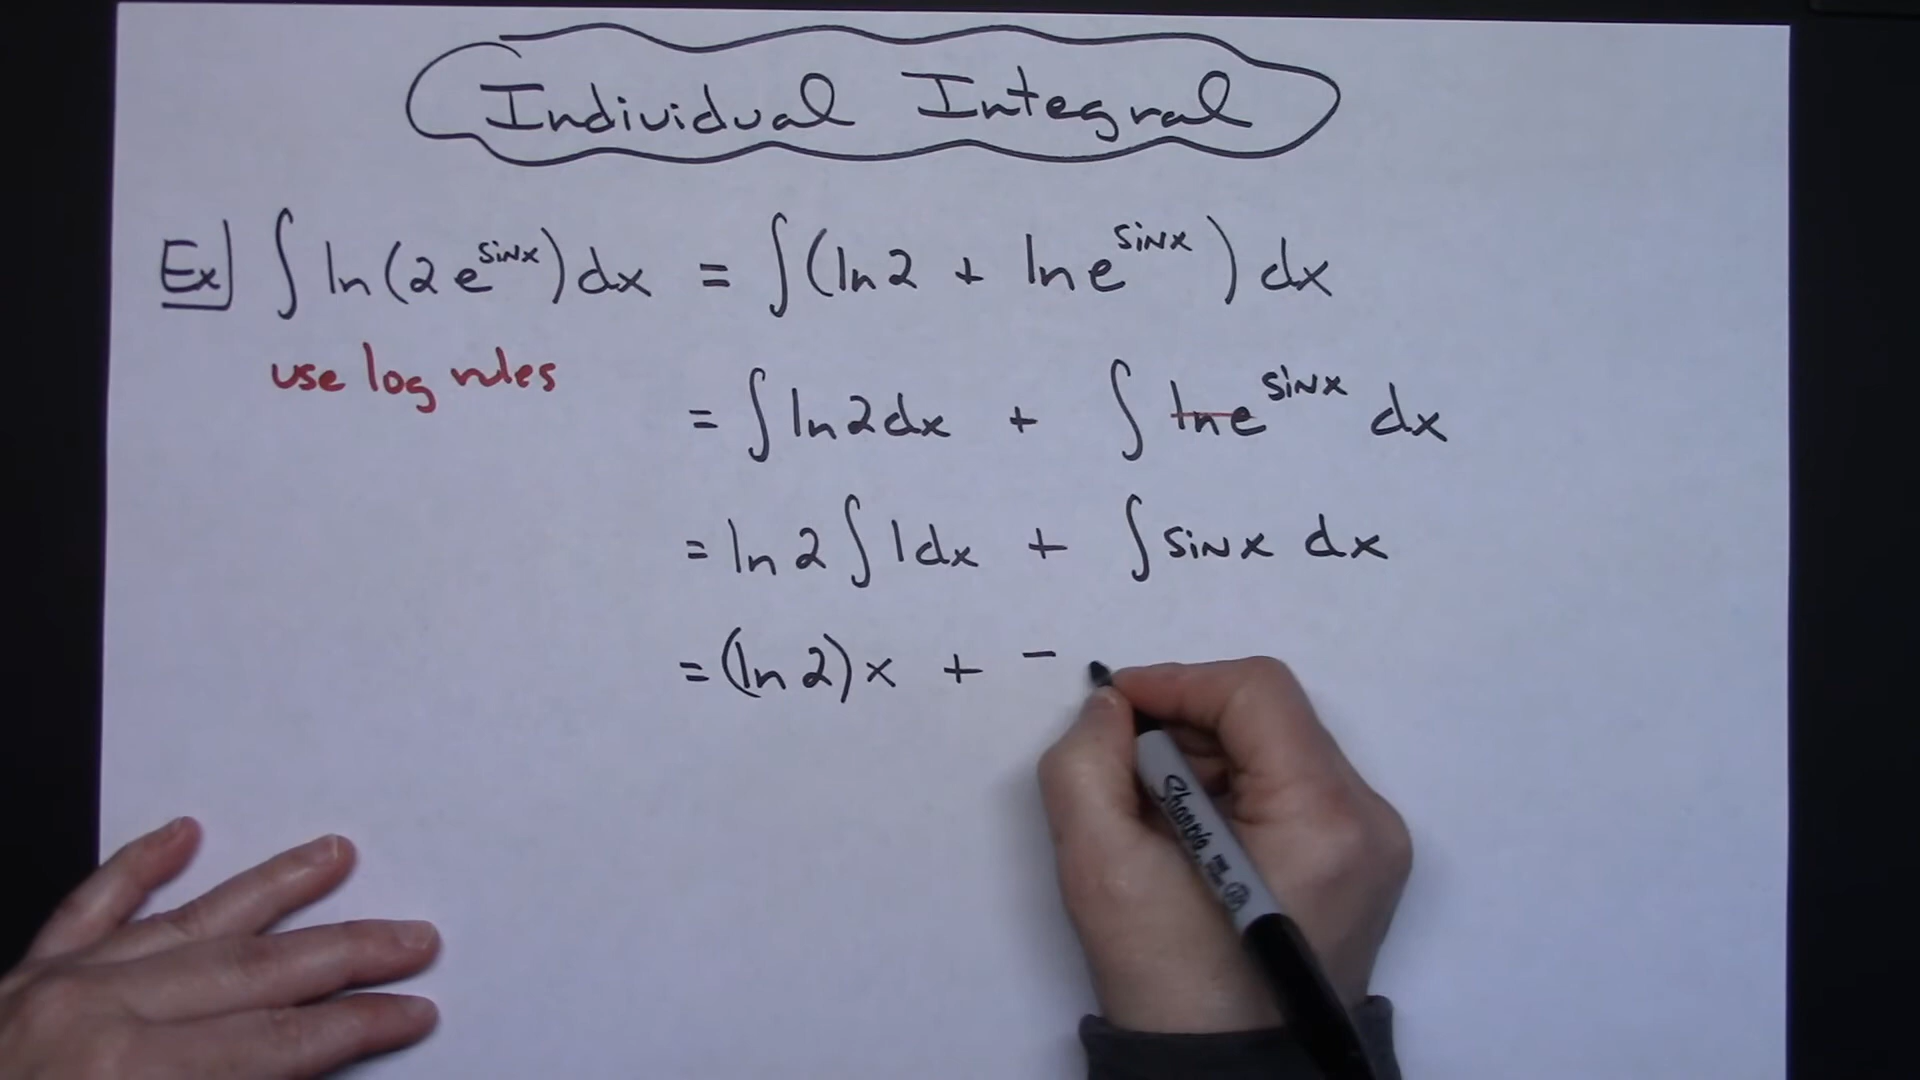 Individual Integral
Ex) ∫ ln(2e^sinx)dx = ∫(ln2 + lne^sinx) dx
use log rules
= ∫ ln2dx + ∫ lne^sinx dx
= ln2 ∫ 1dx + ∫ sinx dx
= (ln2)x + -
Sharpie